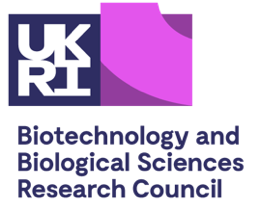 UK
RI
Biotechnology and
Biological Sciences
Research Council